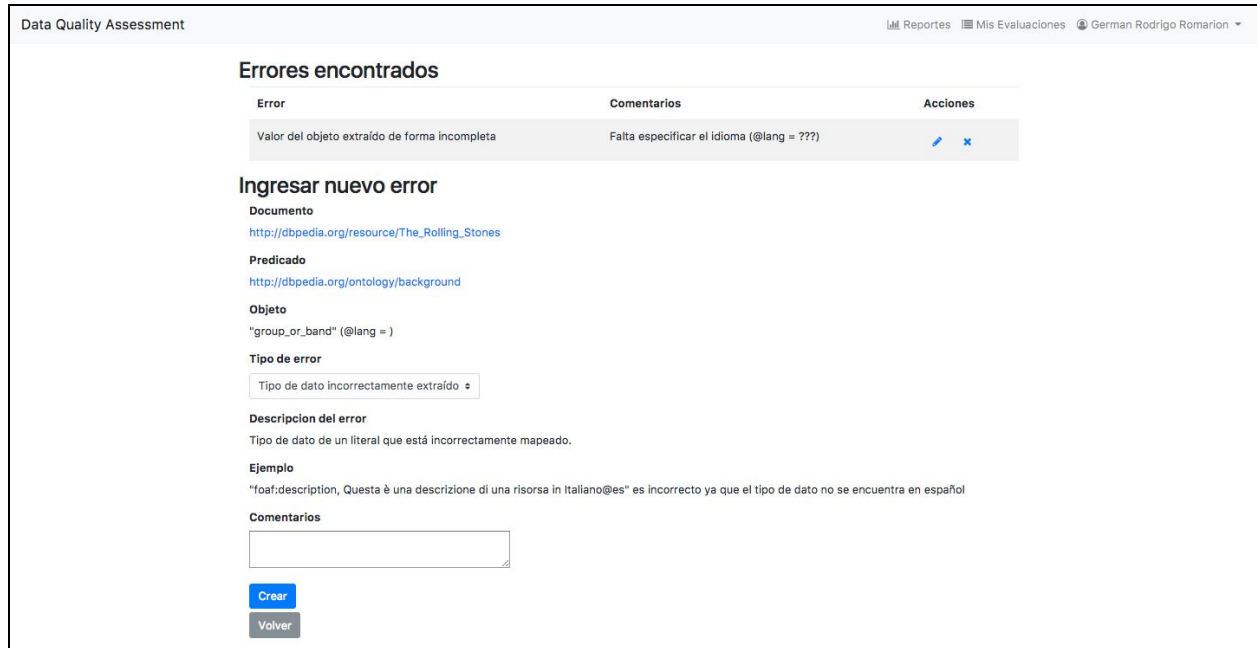 Data Quality Assessment
Reportes Mis Evaluaciones German Rodrigo Romarion
Errores encontrados
Error Comentarios Acciones
Valor del objeto extraído de forma incompleta Falta especificar el idioma (@lang = ???)
Ingresar nuevo error
Documento
http://dbpedia.org/resource/The_Rolling_Stones
Predicado
http://dbpedia.org/ontology/background
Objeto
"group_or_band" (@lang = )
Tipo de error
Tipo de dato incorrectamente extraído
Descripcion del error
Tipo de dato de un literal que está incorrectamente mapeado.
Ejemplo
"foaf:description, Questa è una descrizione di una risorsa in Italiano@es" es incorrecto ya que el tipo de dato no se encuentra en español
Comentarios
Crear
Volver